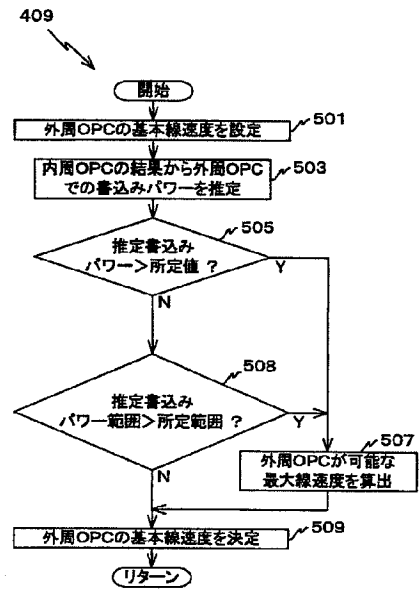 409
開始
外周OPCの基本線速度を設定
501
内周OPCの結果から外周OPC
での書込みパワーを推定
503
推定書込み
パワー>所定値 ?
505
Y
N
推定書込み
パワー範囲>所定範囲 ?
508
Y
N
507
外周OPCが可能な
最大線速度を算出
外周OPCの基本線速度を決定
509
リターン